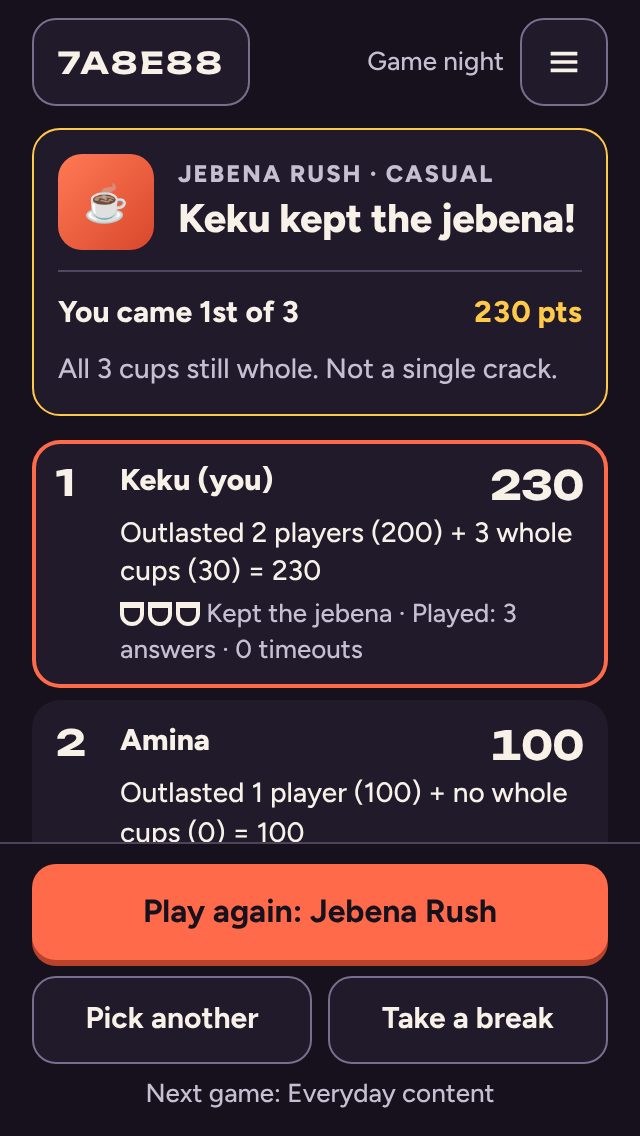 7A8E88
Game night
JEBENA RUSH · CASUAL
Keku kept the jebena!
You came 1st of 3
230 pts
All 3 cups still whole. Not a single crack.
1
Keku (you)
230
Outlasted 2 players (200) + 3 whole
cups (30) = 230
Kept the jebena · Played: 3
answers · 0 timeouts
2
Amina
100
Outlasted 1 player (100) + no whole
cups (0) = 100
Play again: Jebena Rush
Pick another
Take a break
Next game: Everyday content